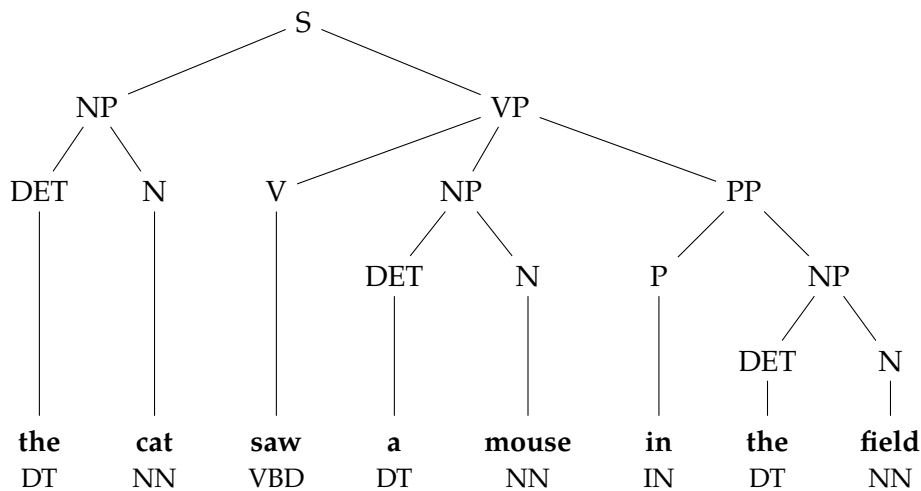 S
NP VP
DET N V NP PP
DET N P NP
DET N
the cat saw a mouse in the field
DT NN VBD DT NN IN DT NN